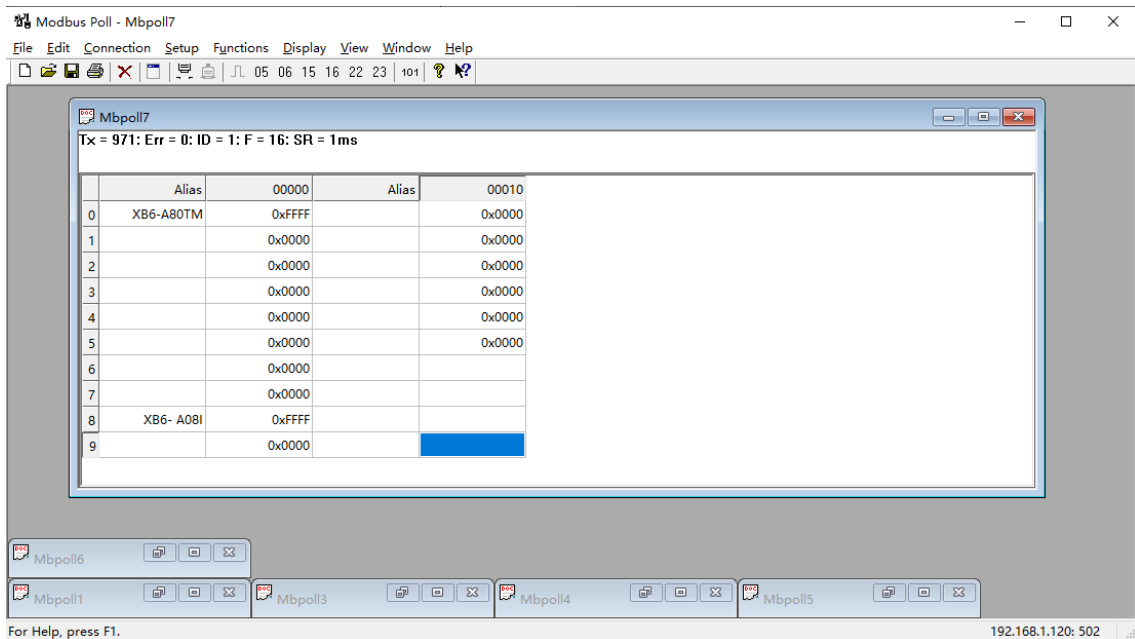 Modbus Poll - Mbpoll7
File Edit Connection Setup Functions Display View Window Help
05 06 15 16 22 23 101
Mbpoll7
Tx = 971: Err = 0: ID = 1: F = 16: SR = 1ms
Alias 00000 Alias 00010
0 XB6-A80TM 0xFFFF 0x0000
1 0x0000 0x0000
2 0x0000 0x0000
3 0x0000 0x0000
4 0x0000 0x0000
5 0x0000 0x0000
6 0x0000
7 0x0000
8 XB6- A08I 0xFFFF
9 0x0000
Mbpoll6
Mbpoll1 Mbpoll3 Mbpoll4 Mbpoll5
For Help, press F1. 192.168.1.120: 502